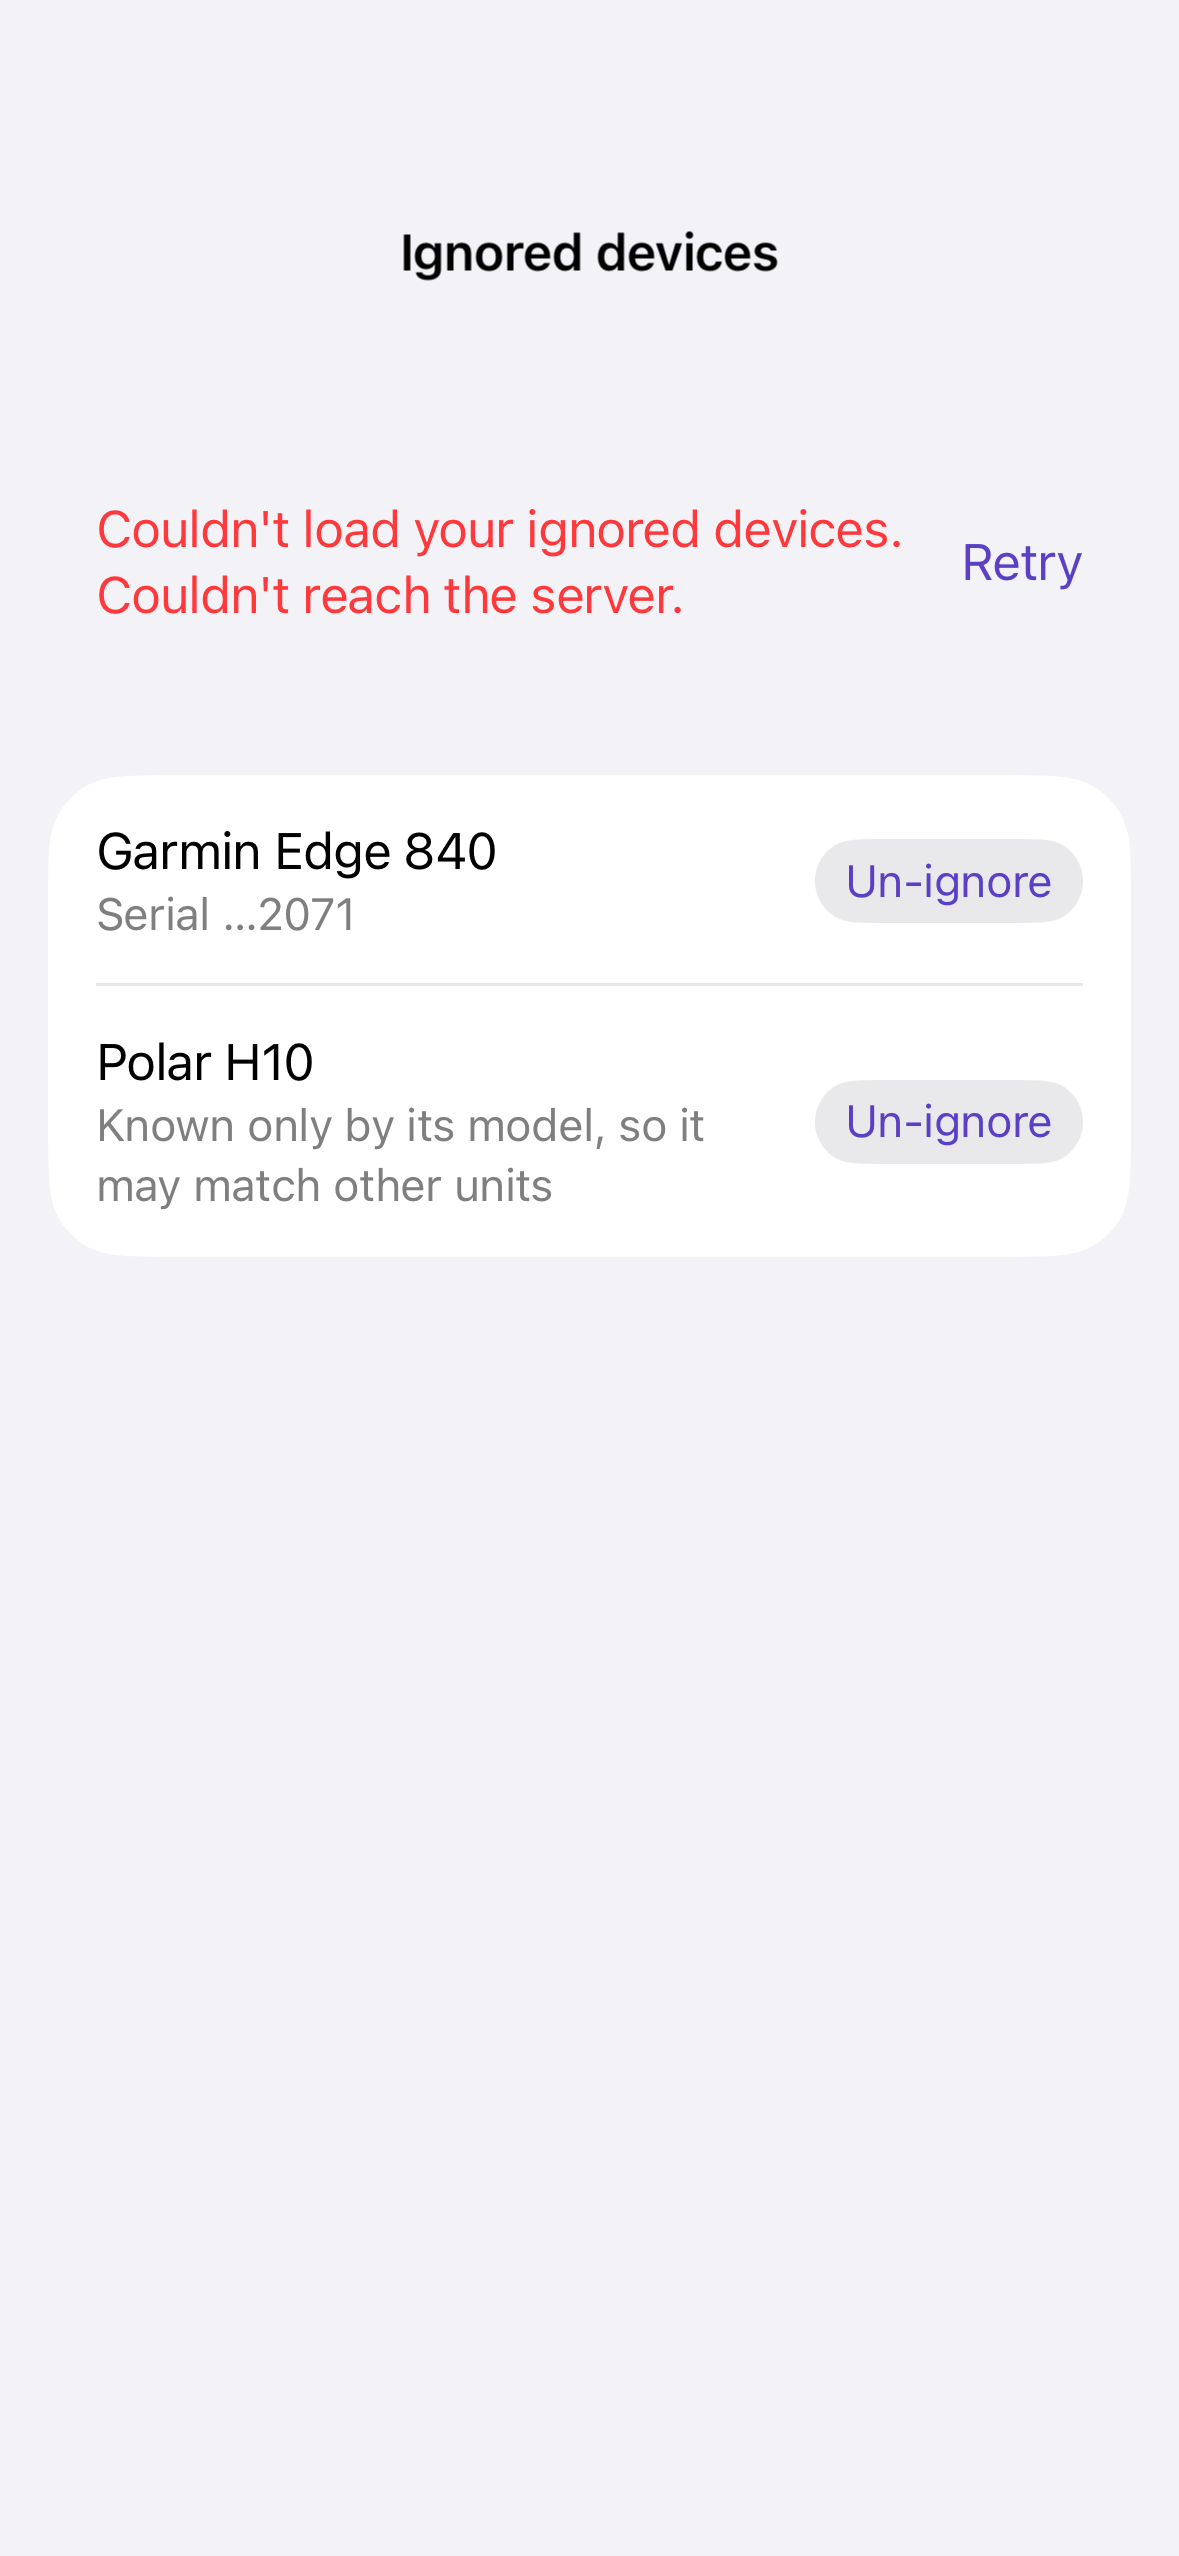 Ignored devices
Couldn't load your ignored devices.
Couldn't reach the server.
Retry
Garmin Edge 840
Serial ...2071
Un-ignore
Polar H10
Known only by its model, so it
may match other units
Un-ignore